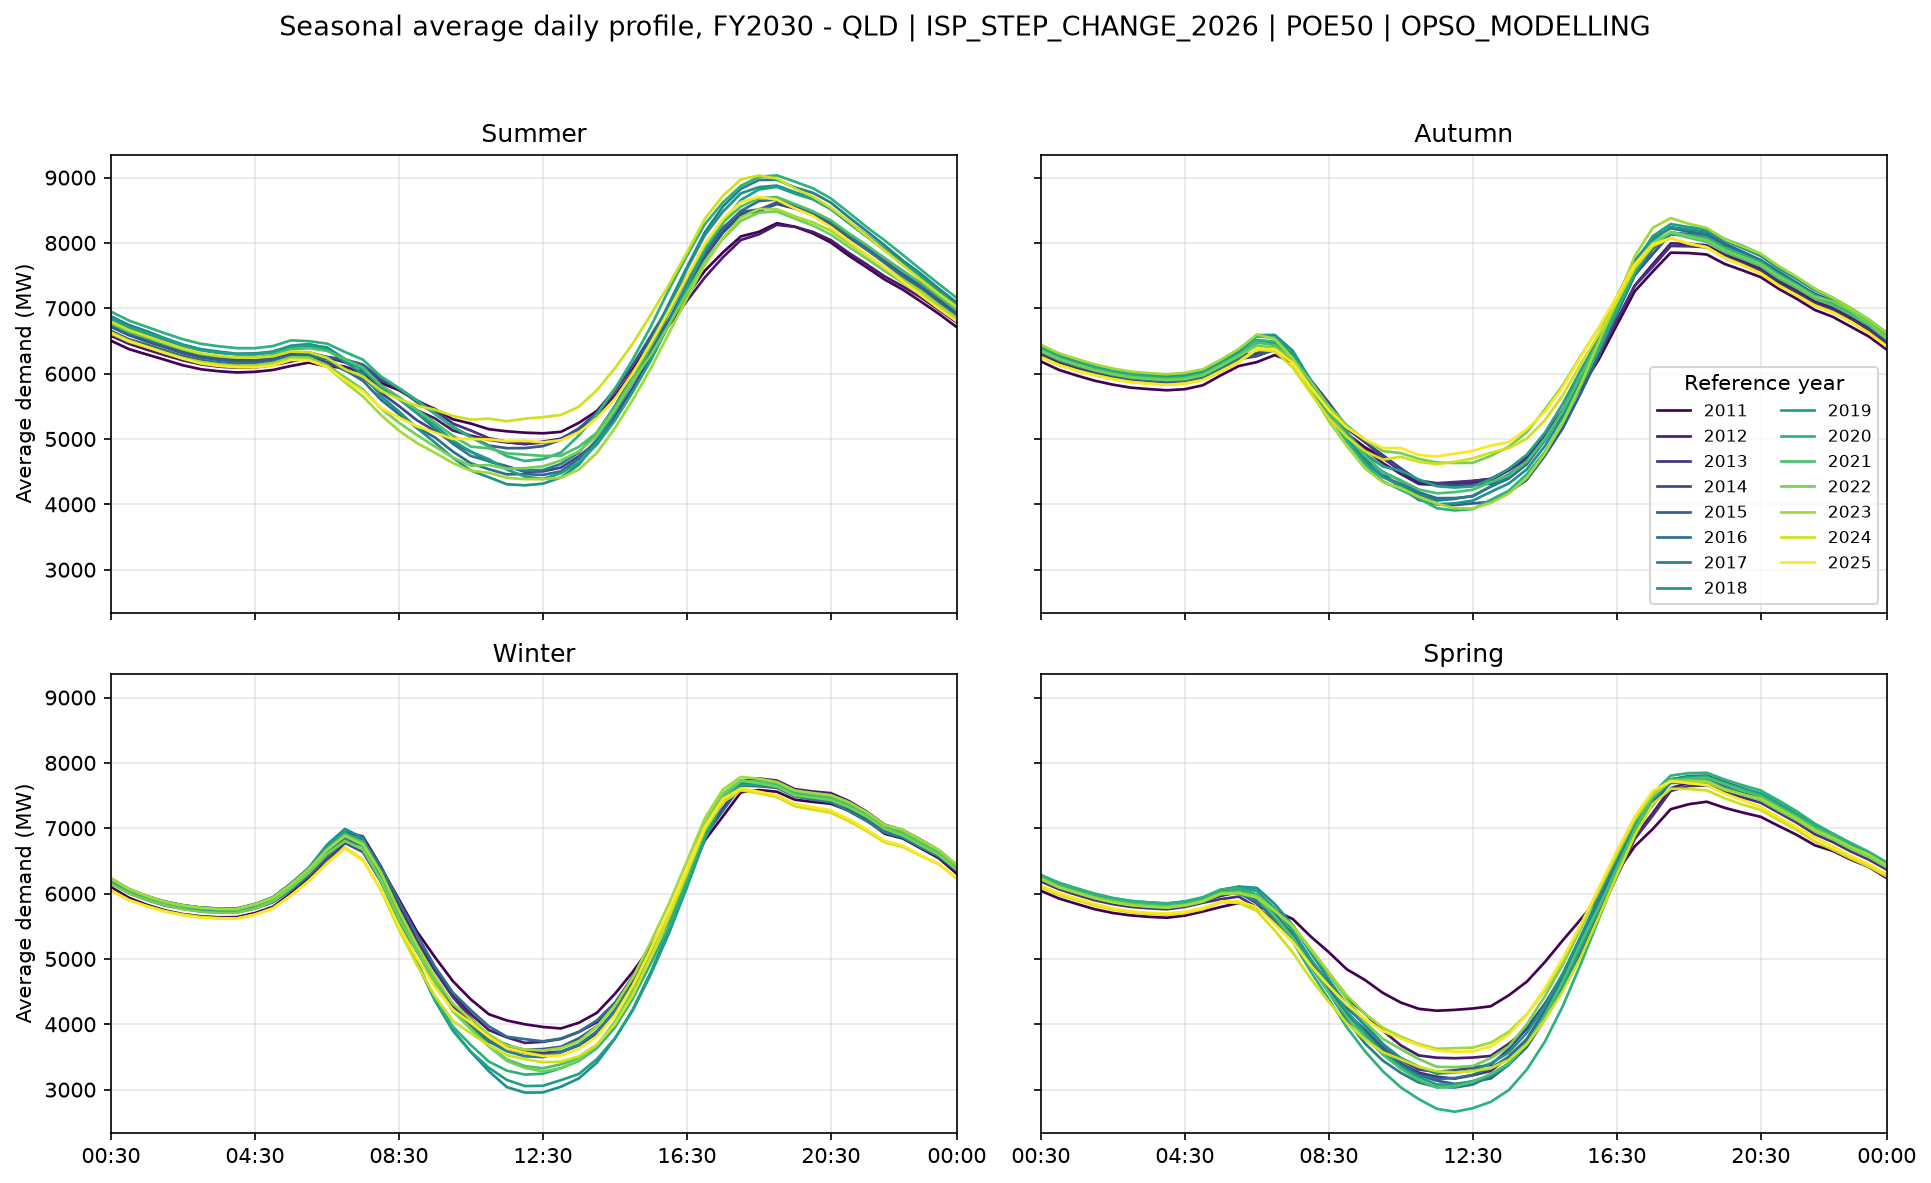 Seasonal average daily profile, FY2030 - QLD | ISP_STEP_CHANGE_2026 | POE50 | OPSO_MODELLING
Summer
Autumn
Average demand (MW)
9000
8000
7000
6000
5000
4000
3000
Reference year
2011
2012
2013
2014
2015
2016
2017
2018
2019
2020
2021
2022
2023
2024
2025
Winter
Spring
Average demand (MW)
9000
8000
7000
6000
5000
4000
3000
00:30 04:30 08:30 12:30 16:30 20:30 00:00
00:30 04:30 08:30 12:30 16:30 20:30 00:00